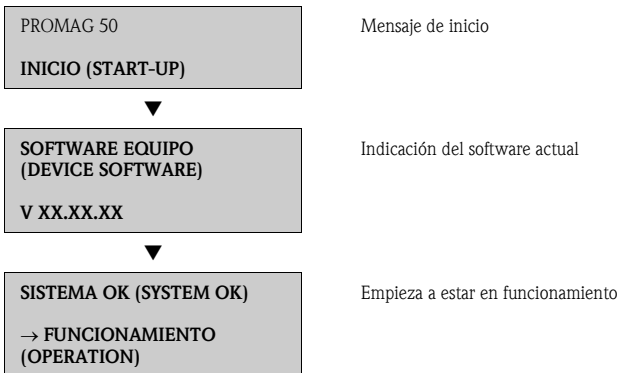 PROMAG 50
Mensaje de inicio
INICIO (START-UP)
▼
SOFTWARE EQUIPO
(DEVICE SOFTWARE)
Indicación del software actual
V XX.XX.XX
▼
SISTEMA OK (SYSTEM OK)
Empieza a estar en funcionamiento
→ FUNCIONAMIENTO
(OPERATION)